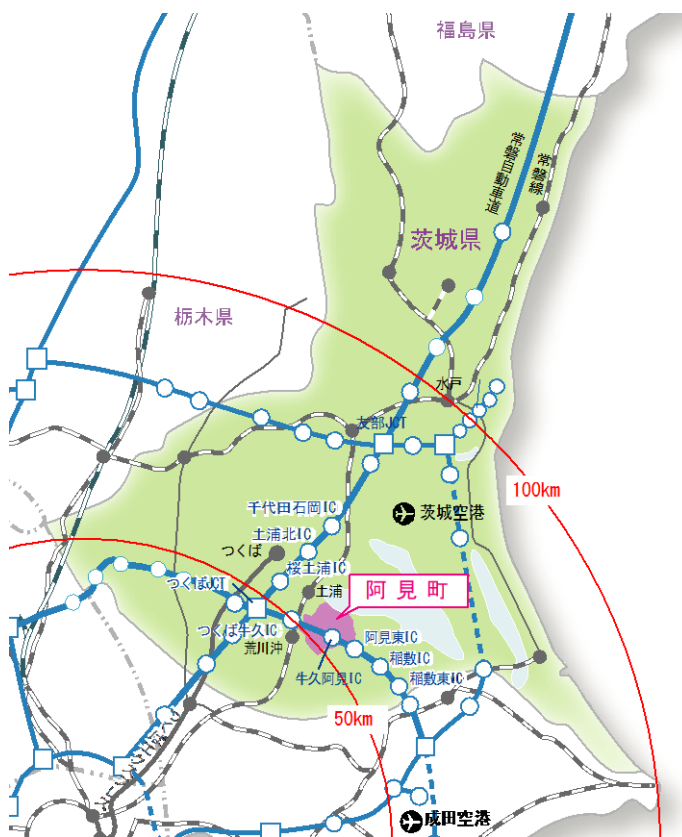 福島県
常磐自動車道
常磐線
茨城県
栃木県
水戸
友部JCT
100km
千代田石岡IC
茨城空港
土浦北IC
つくば
桜土浦IC
つくばJCT
土浦
阿見町
つくば牛久IC
荒川沖
阿見東IC
稲敷IC
牛久阿見IC
稲敷東IC
50km
成田空港